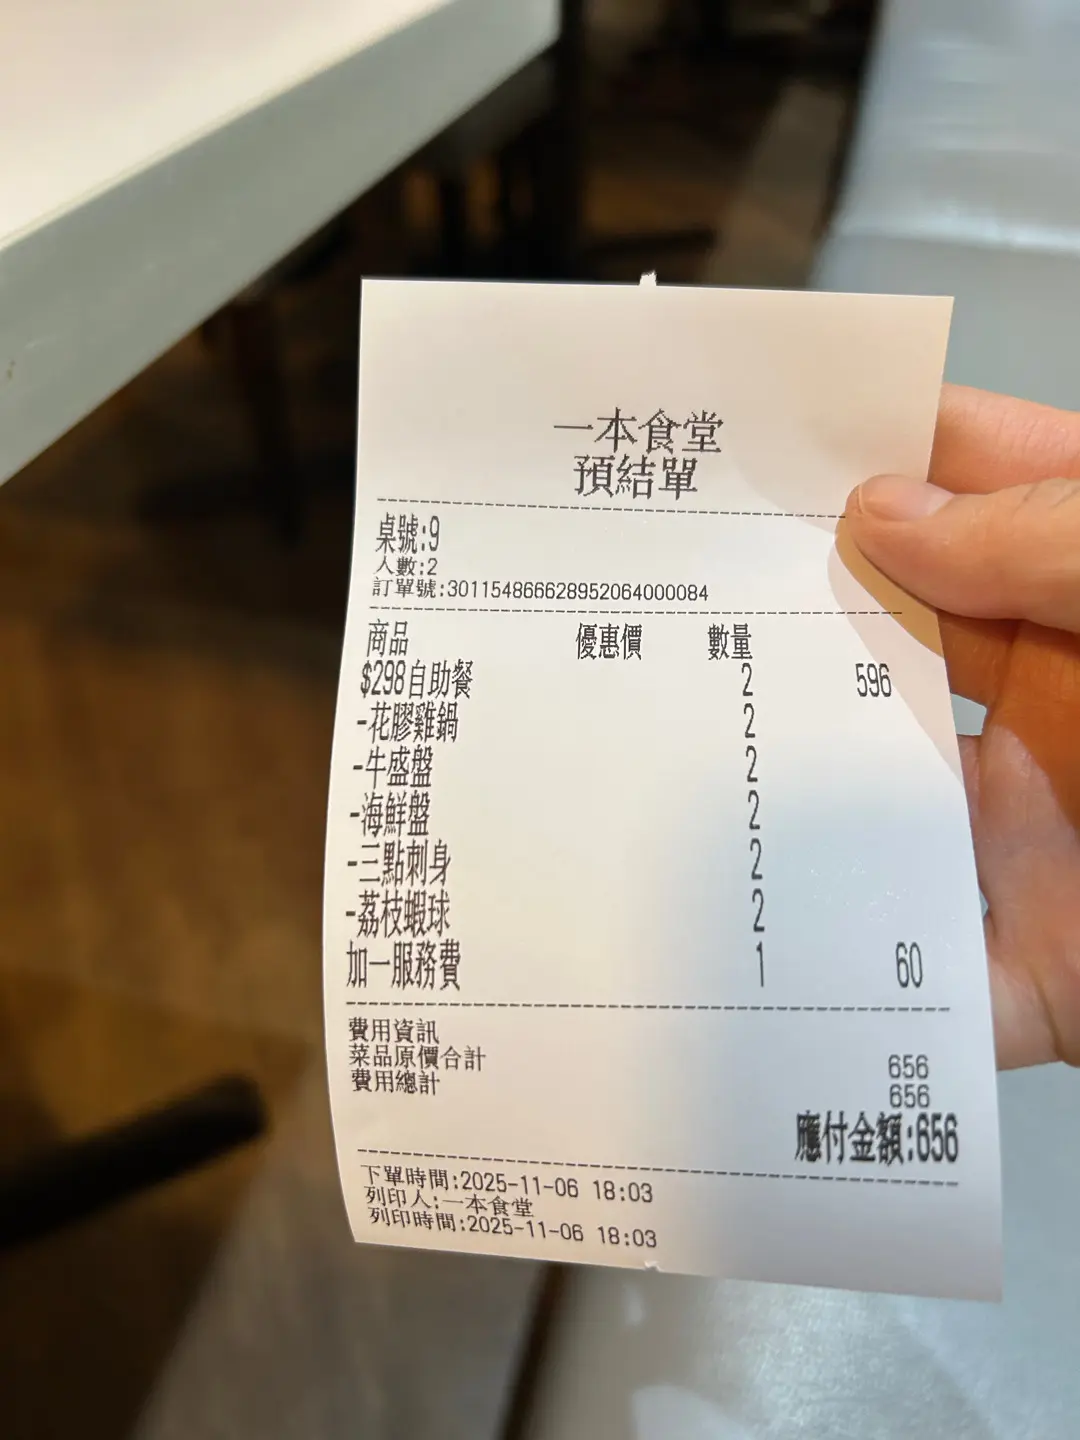 一本食堂
預結單
桌號:9
人數:2
訂單號:301154866628952064000084
商品 優惠價 數量
$298自助餐 2 596
-花膠雞鍋 2
-牛盛盤 2
-海鮮盤 2
-三點刺身 2
-荔枝蝦球 2
加一服務費 1 60
費用資訊
菜品原價合計 656
費用總計 656
應付金額:656
下單時間:2025-11-06 18:03
列印人:一本食堂
列印時間:2025-11-06 18:03